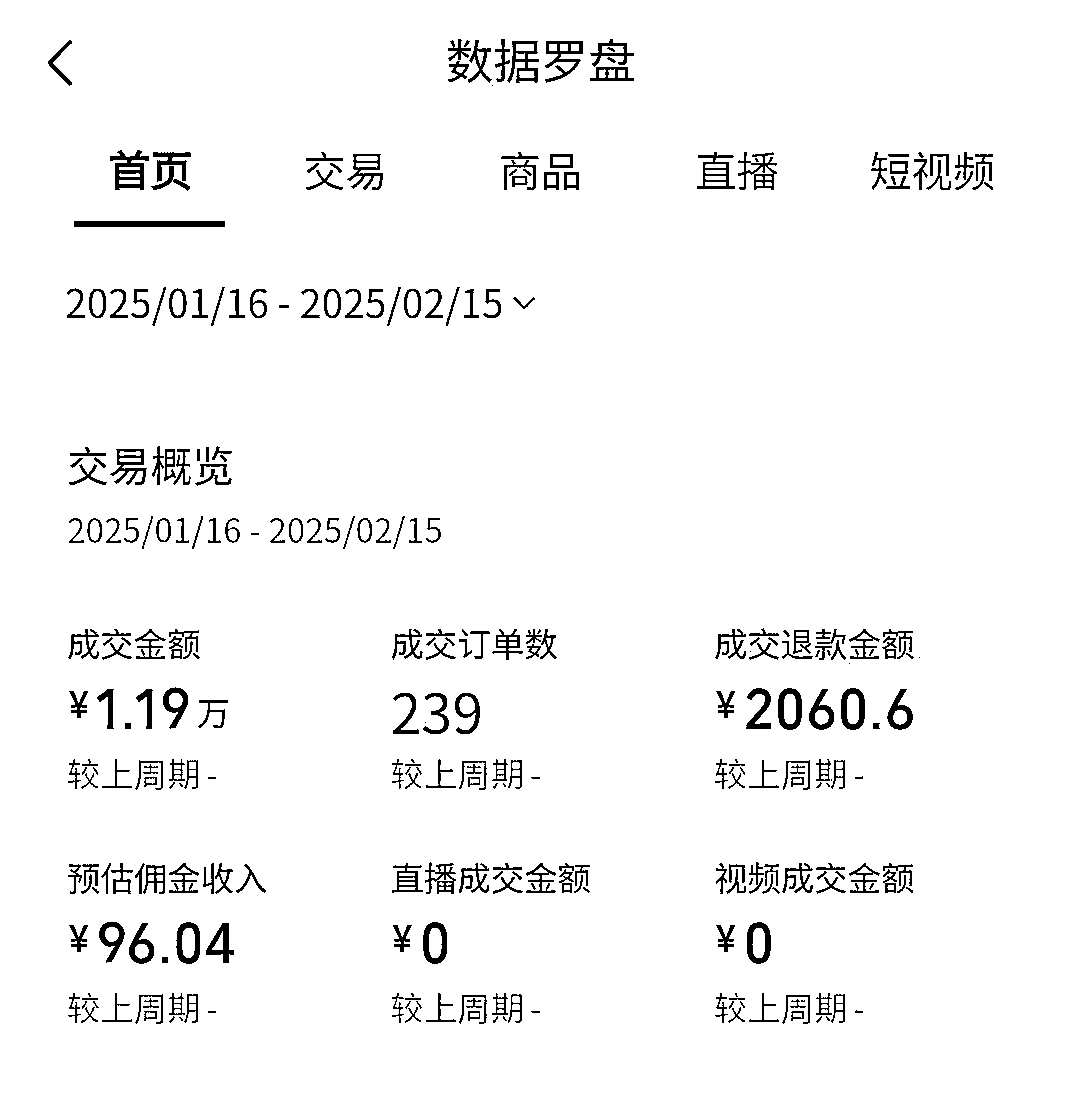 数据罗盘
首页 交易 商品 直播 短视频
2025/01/16 - 2025/02/15
交易概览
2025/01/16 - 2025/02/15
成交金额 成交订单数 成交退款金额
¥1.19万 239 ¥2060.6
较上周期 - 较上周期 - 较上周期 -
预估佣金收入 直播成交金额 视频成交金额
¥96.04 ¥0 ¥0
较上周期 - 较上周期 - 较上周期 -